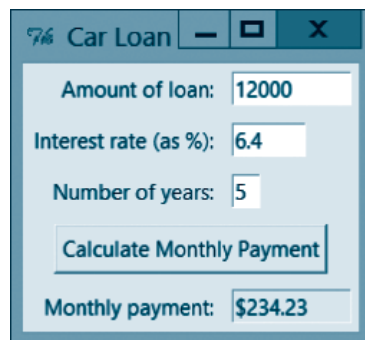 Car Loan
Amount of loan: 12000
Interest rate (as %): 6.4
Number of years: 5
Calculate Monthly Payment
Monthly payment: $234.23